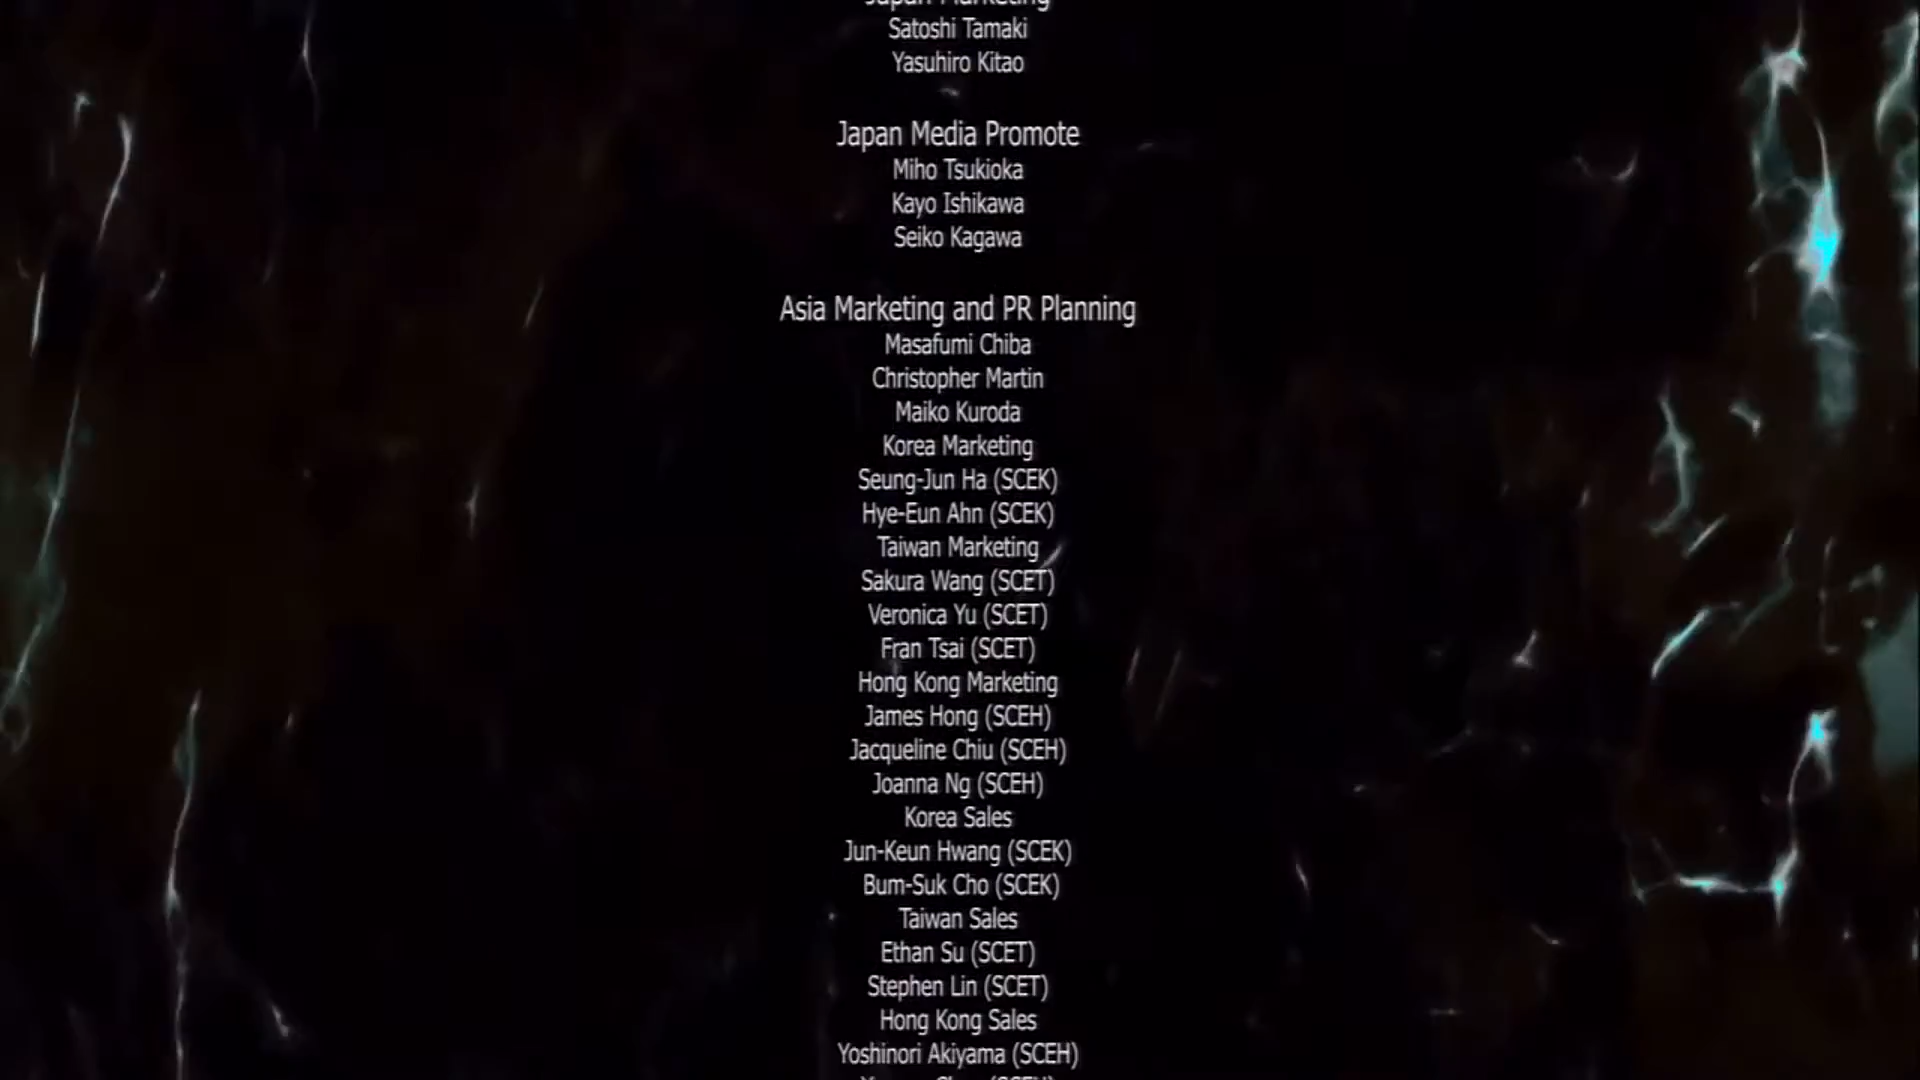 Japan Marketing
Satoshi Tamaki
Yasuhiro Kitao
Japan Media Promote
Miho Tsukioka
Kayo Ishikawa
Seiko Kagawa
Asia Marketing and PR Planning
Masafumi Chiba
Christopher Martin
Maiko Kuroda
Korea Marketing
Seung-Jun Ha (SCEK)
Hye-Eun Ahn (SCEK)
Taiwan Marketing
Sakura Wang (SCET)
Veronica Yu (SCET)
Fran Tsai (SCET)
Hong Kong Marketing
James Hong (SCEH)
Jacqueline Chiu (SCEH)
Joanna Ng (SCEH)
Korea Sales
Jun-Keun Hwang (SCEK)
Bum-Suk Cho (SCEK)
Taiwan Sales
Ethan Su (SCET)
Stephen Lin (SCET)
Hong Kong Sales
Yoshinori Akiyama (SCEH)
(SCEH)